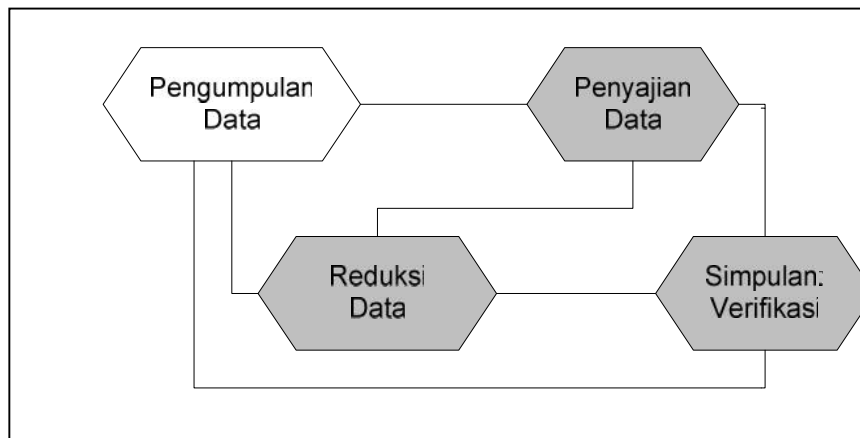 Pengumpulan
Data
Penyajian
Data
Reduksi
Data
Simpulan:
Verifikasi